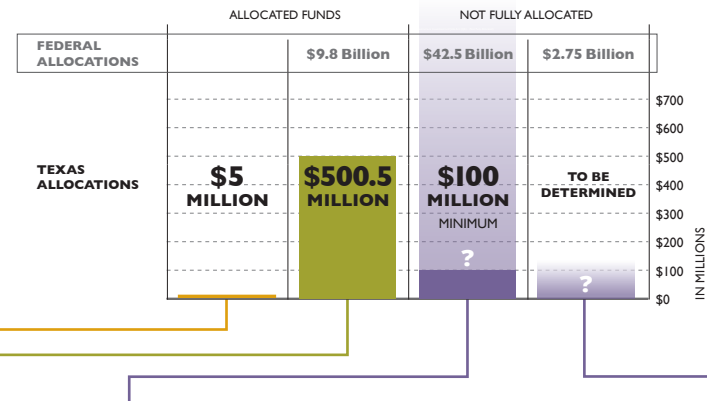 ALLOCATED FUNDS
NOT FULLY ALLOCATED
FEDERAL
ALLOCATIONS
$9.8 Billion
$42.5 Billion
$2.75 Billion
TEXAS
ALLOCATIONS
$5
MILLION
$500.5
MILLION
$100
MILLION
MINIMUM
?
TO BE
DETERMINED
?
$700
$600
$500
$400
$300
$200
$100
$0
IN MILLIONS